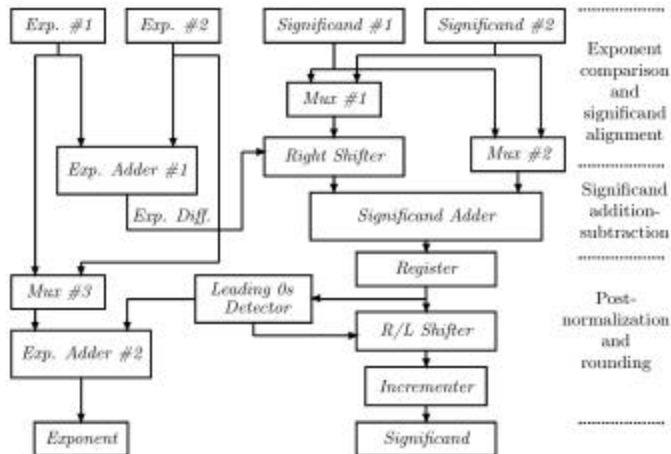 Exp. #1
Exp. #2
Significand #1
Significand #2
Exponent
comparison
and
significand
alignment
Mux #1
Exp. Adder #1
Right Shifter
Mux #2
Exp. Diff.
Significand Adder
Significand
addition-
subtraction
Register
Mux #3
Leading 0s
Detector
Post-
normalization
and
rounding
R/L Shifter
Exp. Adder #2
Incrementer
Exponent
Significand